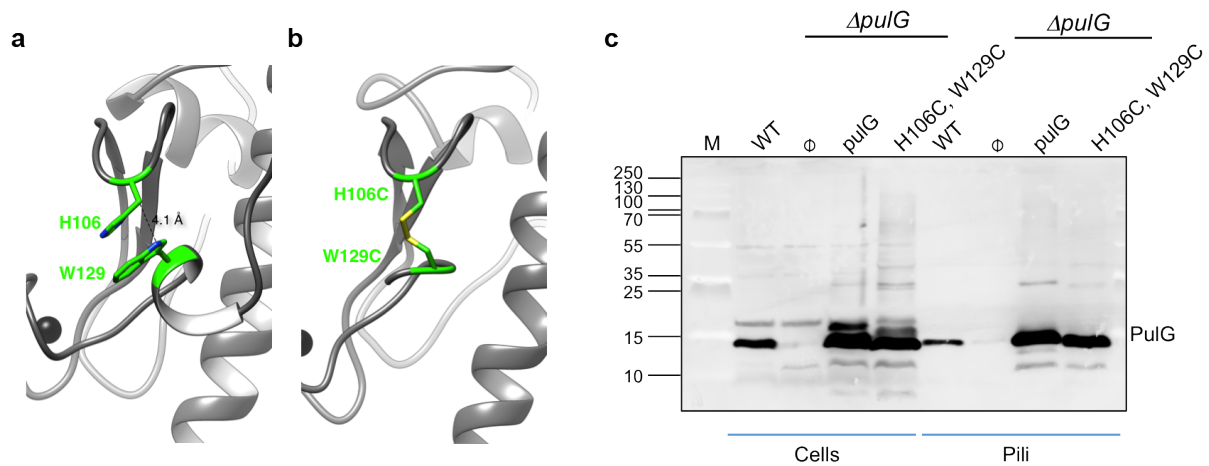 a
H106
4.1 Å
W129
b
H106C
W129C
c
ΔpulG
ΔpulG
M
WT
Φ
pulG
H106C, W129C
WT
Φ
pulG
H106C, W129C
250
130
100
70
55
35
25
15
10
PulG
Cells
Pili